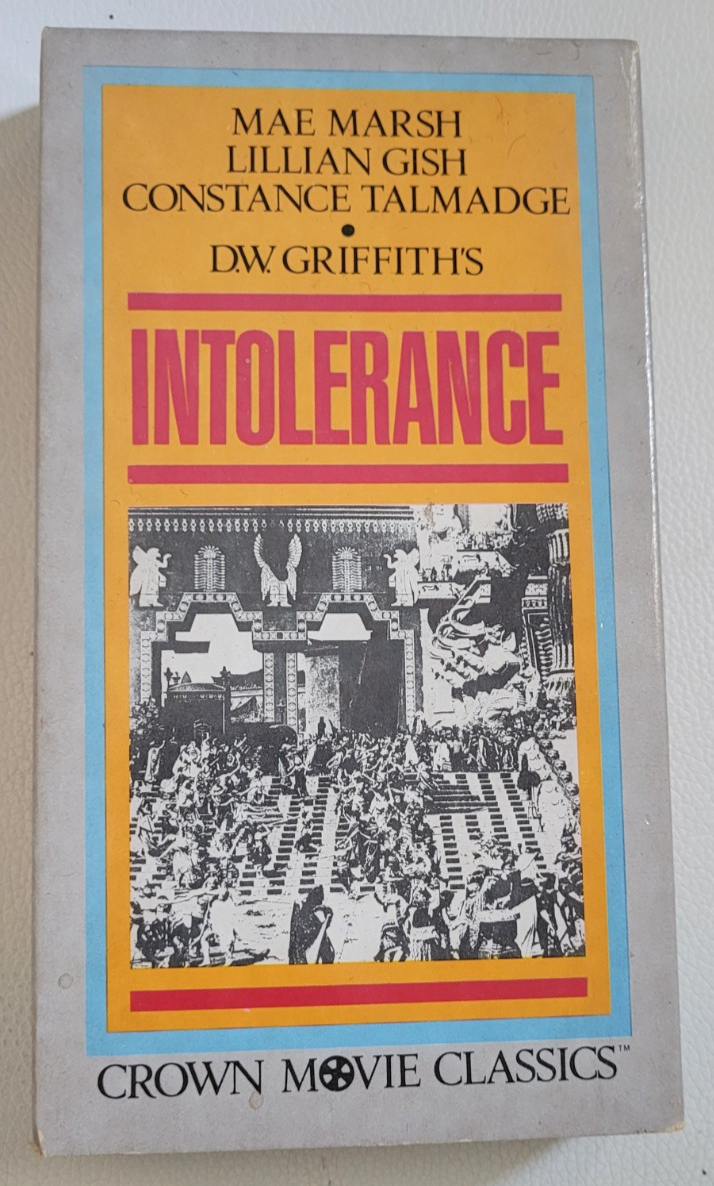 MAE MARSH
LILLIAN GISH
CONSTANCE TALMADGE
•
D.W. GRIFFITH'S
INTOLERANCE
CROWN MOVIE CLASSICS™